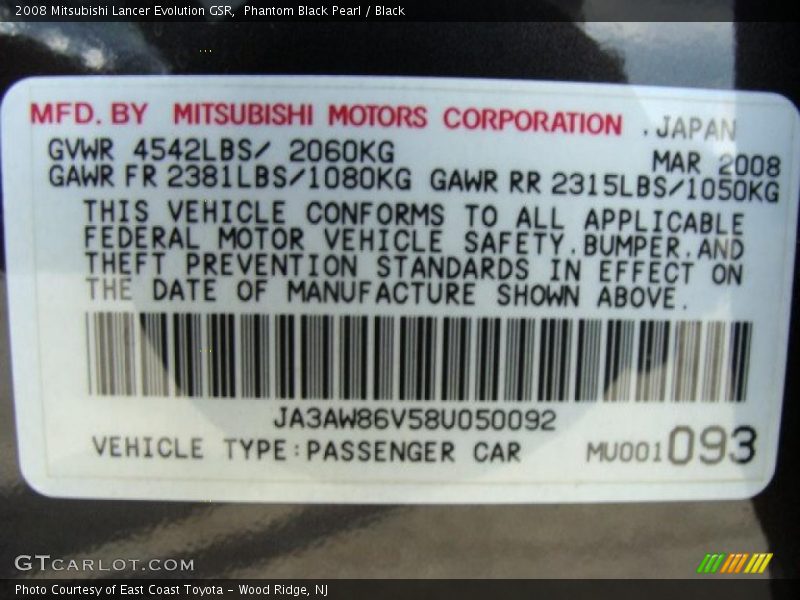 2008 Mitsubishi Lancer Evolution GSR, Phantom Black Pearl / Black
MFD. BY MITSUBISHI MOTORS CORPORATION .JAPAN
GVWR 4542LBS/ 2060KG MAR 2008
GAWR FR 2381LBS/1080KG GAWR RR 2315LBS/1050KG
THIS VEHICLE CONFORMS TO ALL APPLICABLE
FEDERAL MOTOR VEHICLE SAFETY.BUMPER.AND
THEFT PREVENTION STANDARDS IN EFFECT ON
THE DATE OF MANUFACTURE SHOWN ABOVE.
JA3AW86V58U050092
VEHICLE TYPE:PASSENGER CAR MU001093
GTCARLOT.COM
Photo Courtesy of East Coast Toyota - Wood Ridge, NJ